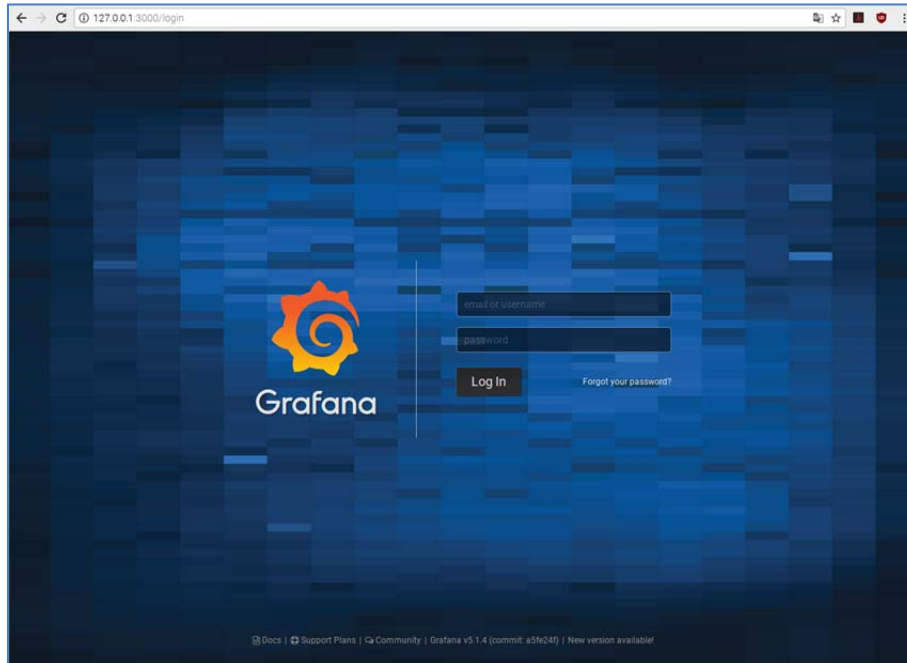 127.0.0.1:3000/login
email or username
password
Log In
Forgot your password?
Grafana
Docs | Support Plans | Community | Grafana v5.1.4 (commit: a5fe24f) | New version available!